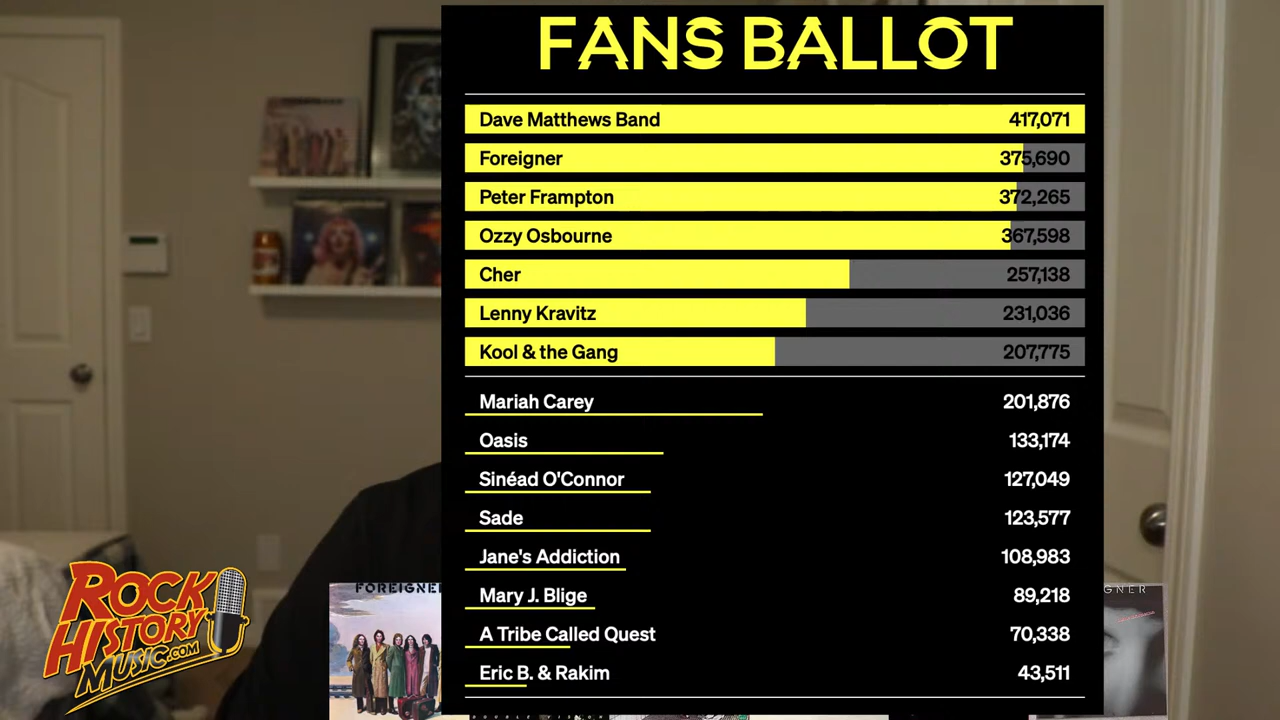 FANS BALLOT
Dave Matthews Band 417,071
Foreigner 375,690
Peter Frampton 372,265
Ozzy Osbourne 367,598
Cher 257,138
Lenny Kravitz 231,036
Kool & the Gang 207,775
Mariah Carey 201,876
Oasis 133,174
Sinéad O'Connor 127,049
Sade 123,577
Jane's Addiction 108,983
Mary J. Blige 89,218
A Tribe Called Quest 70,338
Eric B. & Rakim 43,511
ROCK
HISTORY
MUSIC.COM
FOREIGNER
GNER
DOUBLE VISION